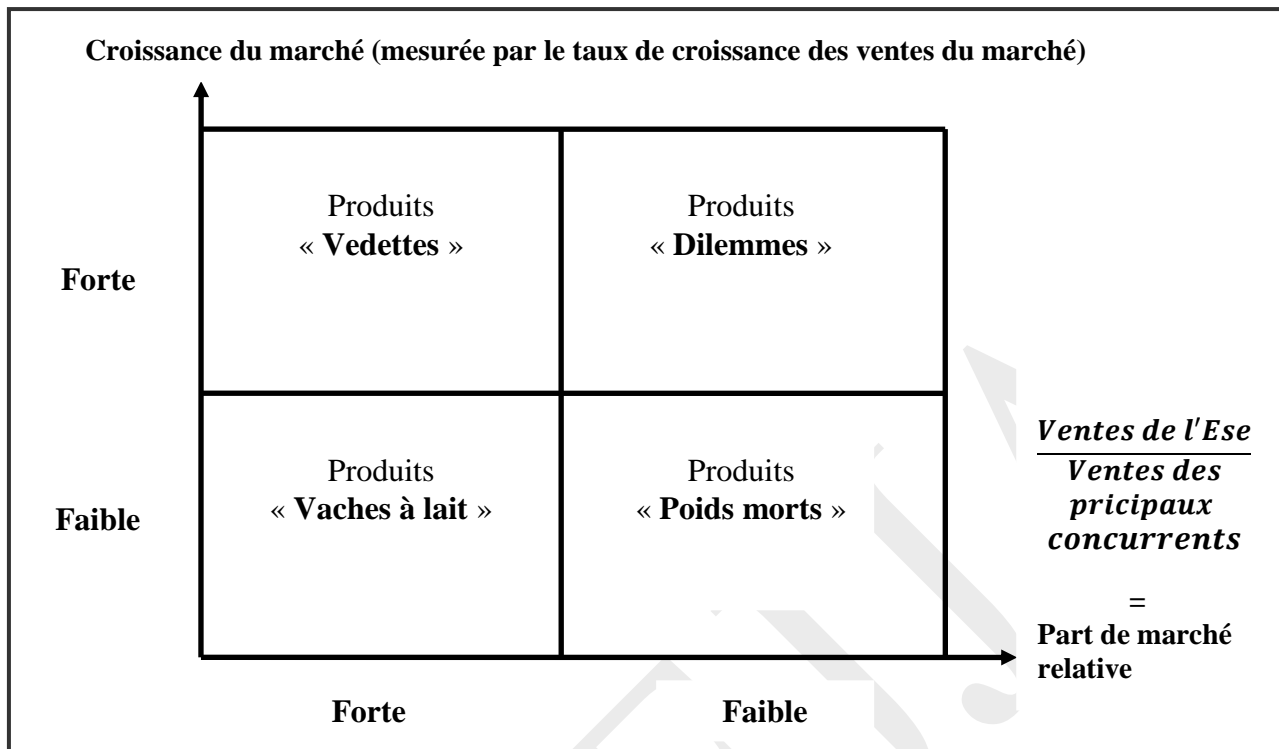 Croissance du marché (mesurée par le taux de croissance des ventes du marché)
Produits
« Vedettes »
Produits
« Dilemmes »
Forte
Produits
« Vaches à lait »
Produits
« Poids morts »
Faible
Ventes de l'Ese
Ventes des
pricipaux
concurrents
=
Part de marché
relative
Forte
Faible